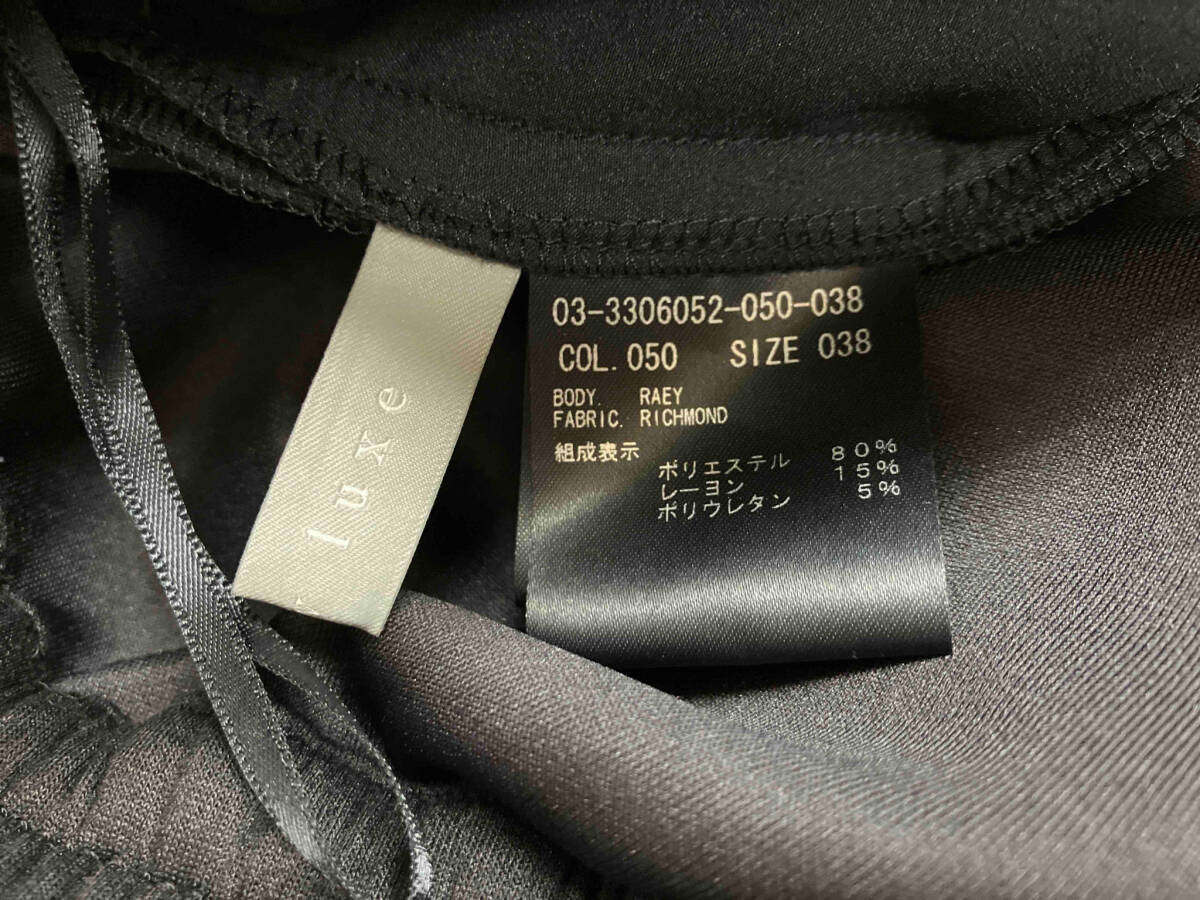 luxe
03-3306052-050-038
COL. 050 SIZE 038
BODY. RAEY
FABRIC. RICHMOND
組成表示
ポリエステル 80%
レーヨン 15%
ポリウレタン 5%